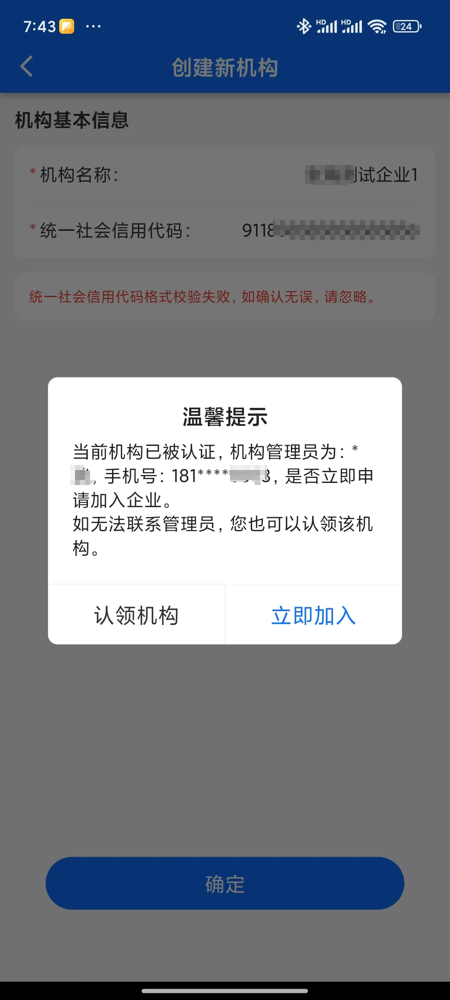 7:43 ···
HD HD 24
创建新机构
机构基本信息
* 机构名称：
试企业1
* 统一社会信用代码：
9118
统一社会信用代码格式校验失败，如确认无误，请忽略。
温馨提示
当前机构已被认证，机构管理员为：*
，手机号：181****3，是否立即申
请加入企业。
如无法联系管理员，您也可以认领该机
构。
认领机构
立即加入
确定